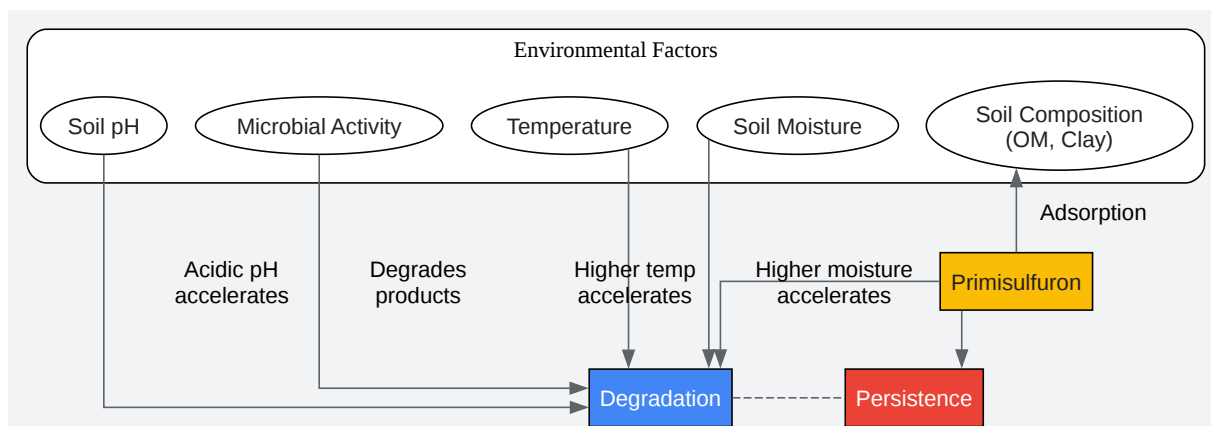 Environmental Factors
Soil pH
Microbial Activity
Temperature
Soil Moisture
Soil Composition
(OM, Clay)
Adsorption
Acidic pH
accelerates
Degrades
products
Higher temp
accelerates
Higher moisture
accelerates
Primisulfuron
Degradation
Persistence